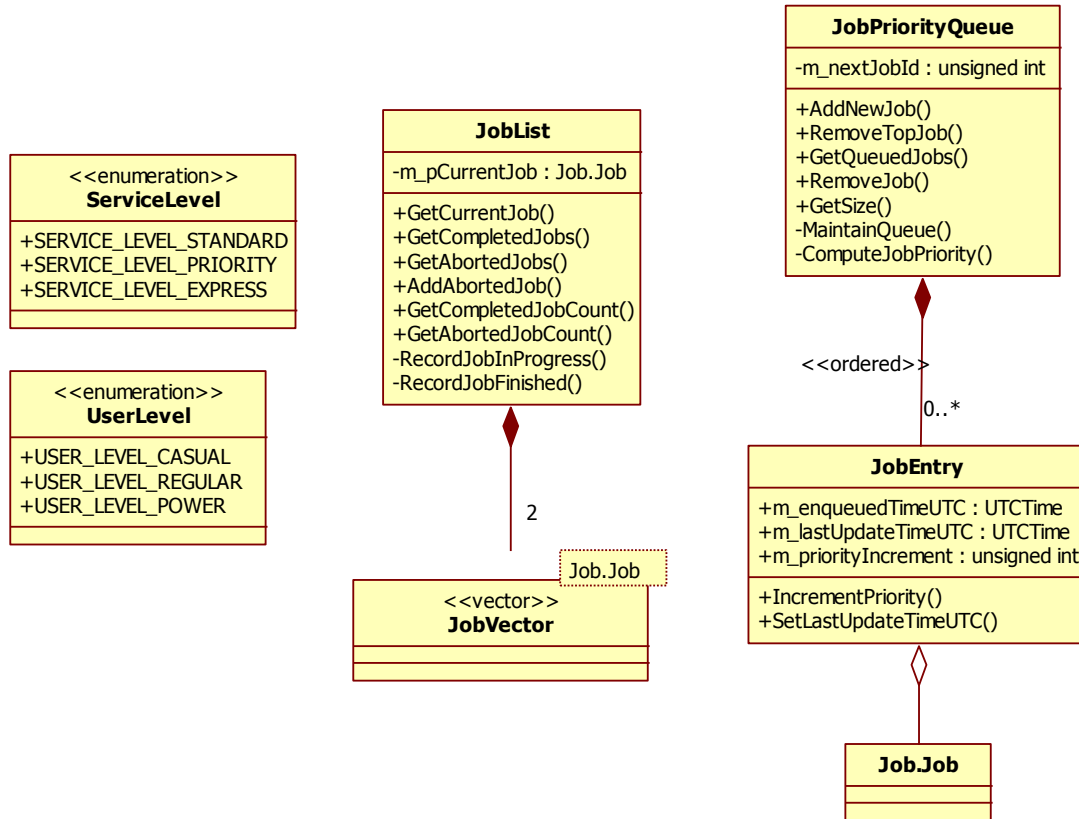 <<enumeration>>
ServiceLevel
+SERVICE_LEVEL_STANDARD
+SERVICE_LEVEL_PRIORITY
+SERVICE_LEVEL_EXPRESS
<<enumeration>>
UserLevel
+USER_LEVEL_CASUAL
+USER_LEVEL_REGULAR
+USER_LEVEL_POWER
JobList
-m_pCurrentJob : Job.Job
+GetCurrentJob()
+GetCompletedJobs()
+GetAbortedJobs()
+AddAbortedJob()
+GetCompletedJobCount()
+GetAbortedJobCount()
-RecordJobInProgress()
-RecordJobFinished()
2
Job.Job
<<vector>>
JobVector
JobPriorityQueue
-m_nextJobId : unsigned int
+AddNewJob()
+RemoveTopJob()
+GetQueuedJobs()
+RemoveJob()
+GetSize()
-MaintainQueue()
-ComputeJobPriority()
<<ordered>>
0..*
JobEntry
+m_enqueuedTimeUTC : UTCTime
+m_lastUpdateTimeUTC : UTCTime
+m_priorityIncrement : unsigned int
+IncrementPriority()
+SetLastUpdateTimeUTC()
Job.Job